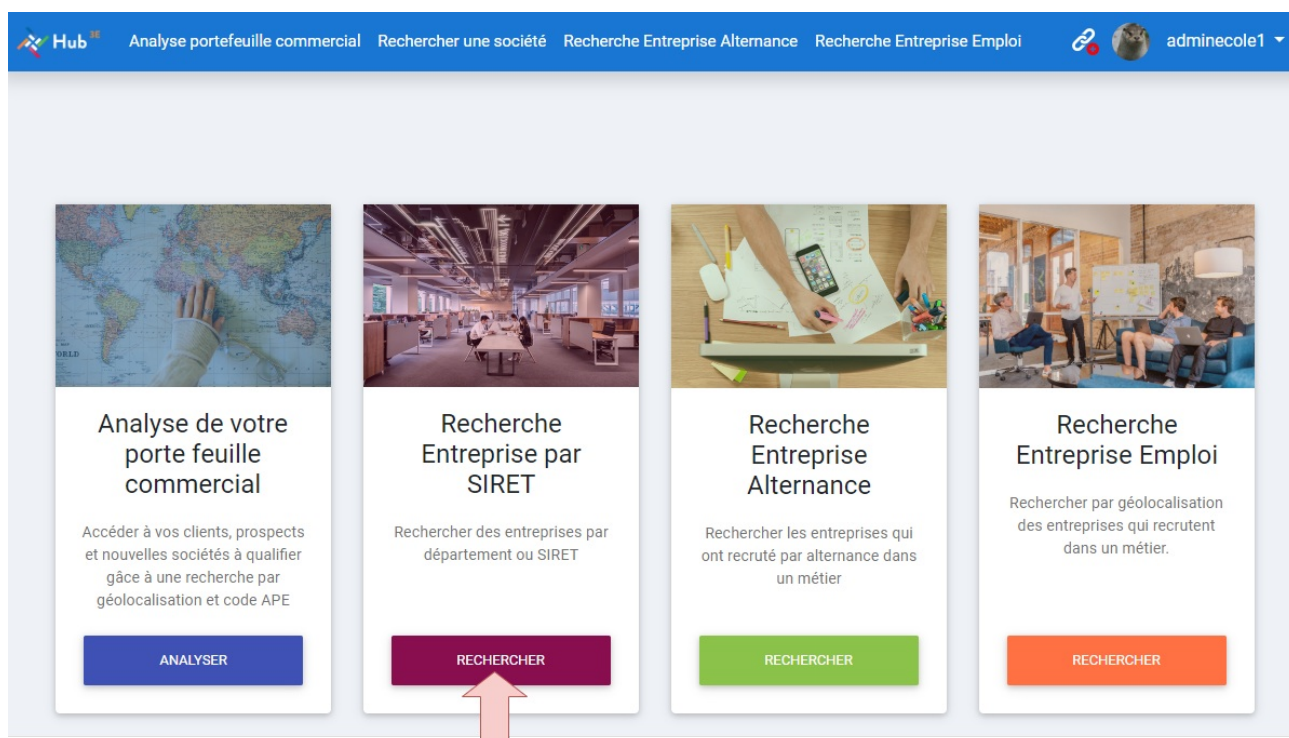 Hub 3E
Analyse portefeuille commercial
Rechercher une société
Recherche Entreprise Alternance
Recherche Entreprise Emploi
adminecole1
Analyse de votre
porte feuille
commercial
Accéder à vos clients, prospects
et nouvelles sociétés à qualifier
gâce à une recherche par
géolocalisation et code APE
ANALYSER
Recherche
Entreprise par
SIRET
Rechercher des entreprises par
département ou SIRET
RECHERCHER
Recherche
Entreprise
Alternance
Rechercher les entreprises qui
ont recruté par alternance dans
un métier
RECHERCHER
Recherche
Entreprise Emploi
Rechercher par géolocalisation
des entreprises qui recrutent
dans un métier.
RECHERCHER